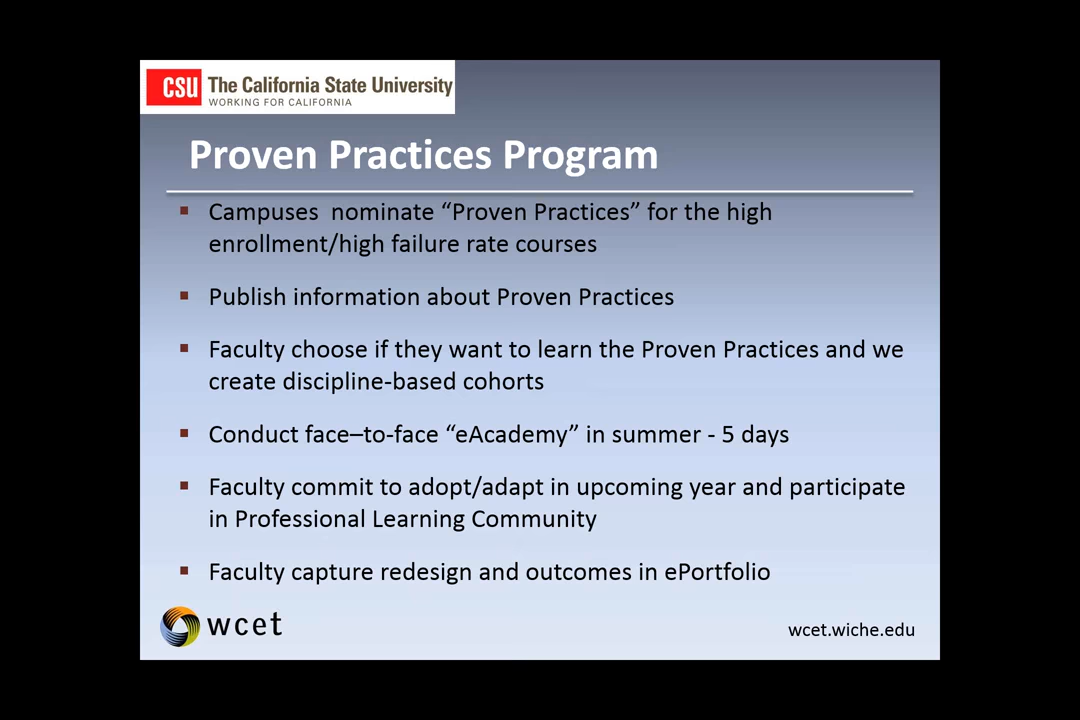 CSU The California State University
WORKING FOR CALIFORNIA
Proven Practices Program
▪ Campuses nominate “Proven Practices” for the high
enrollment/high failure rate courses
▪ Publish information about Proven Practices
▪ Faculty choose if they want to learn the Proven Practices and we
create discipline-based cohorts
▪ Conduct face–to-face “eAcademy” in summer - 5 days
▪ Faculty commit to adopt/adapt in upcoming year and participate
in Professional Learning Community
▪ Faculty capture redesign and outcomes in ePortfolio
wcet
wcet.wiche.edu